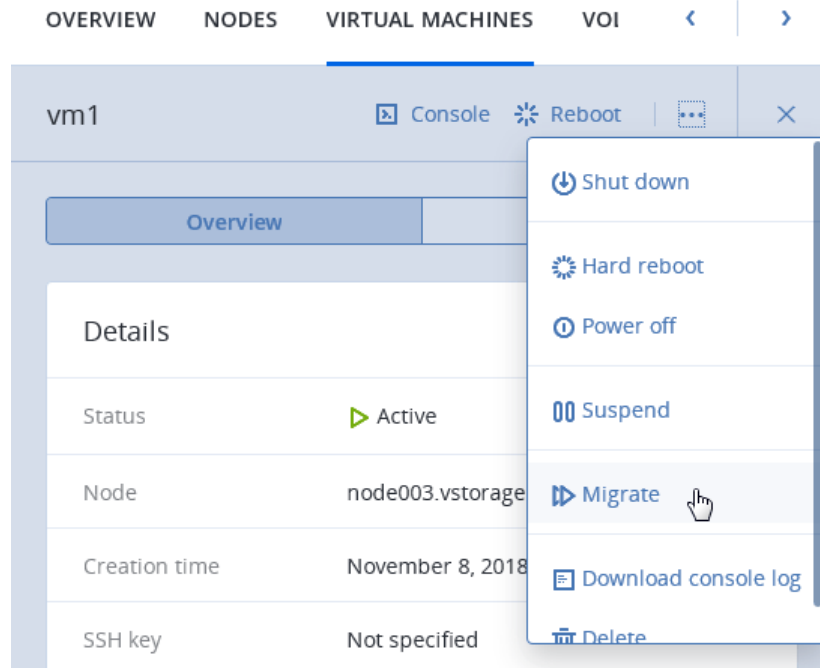 OVERVIEW NODES VIRTUAL MACHINES
vm1 Console Reboot
Shut down
Overview
Hard reboot
Details
Power off
Status Active
Suspend
Node node003.vstorage
Migrate
Creation time November 8, 2018
Download console log
SSH key Not specified
Delete